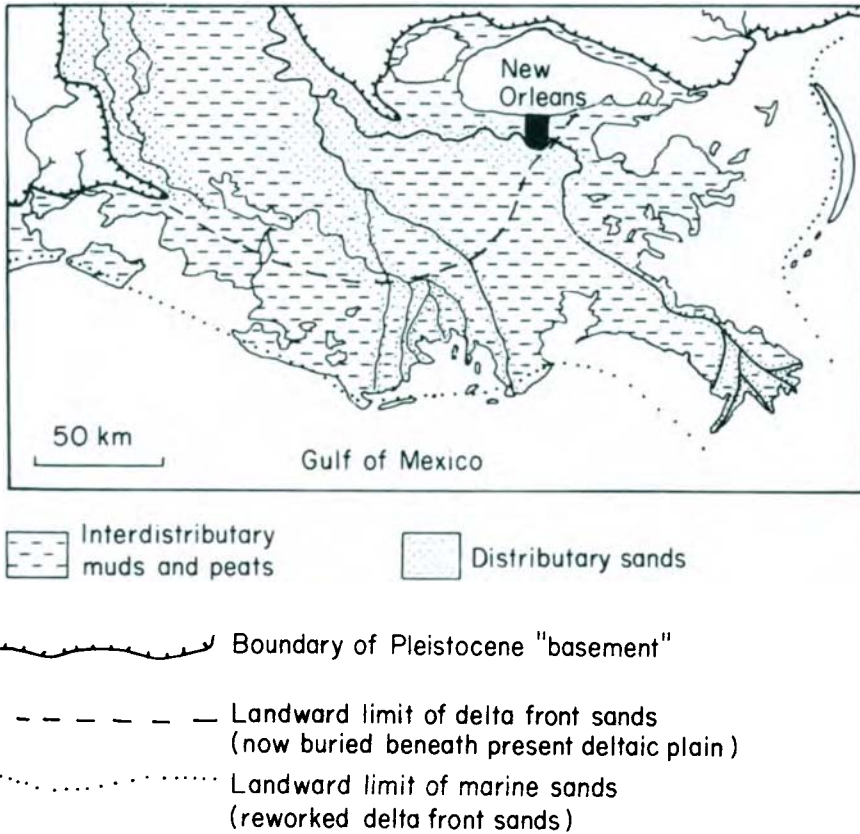 New
Orleans
50 km
Gulf of Mexico
Interdistributary
muds and peats
Distributary sands
Boundary of Pleistocene "basement"
Landward limit of delta front sands
(now buried beneath present deltaic plain)
Landward limit of marine sands
(reworked delta front sands)